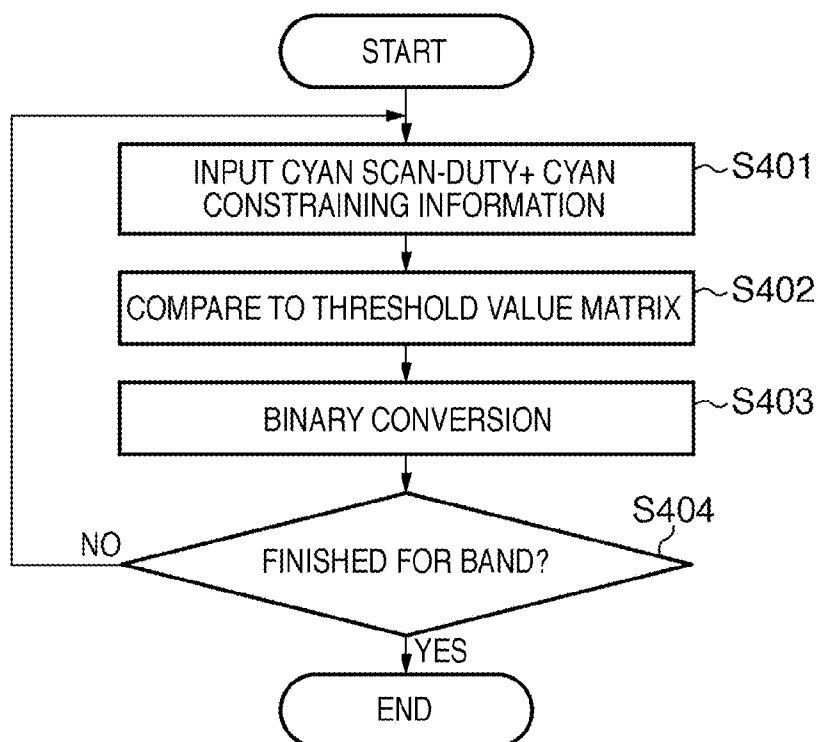 START
INPUT CYAN SCAN-DUTY+ CYAN
CONSTRAINING INFORMATION
S401
COMPARE TO THRESHOLD VALUE MATRIX
S402
BINARY CONVERSION
S403
S404
NO
FINISHED FOR BAND?
YES
END